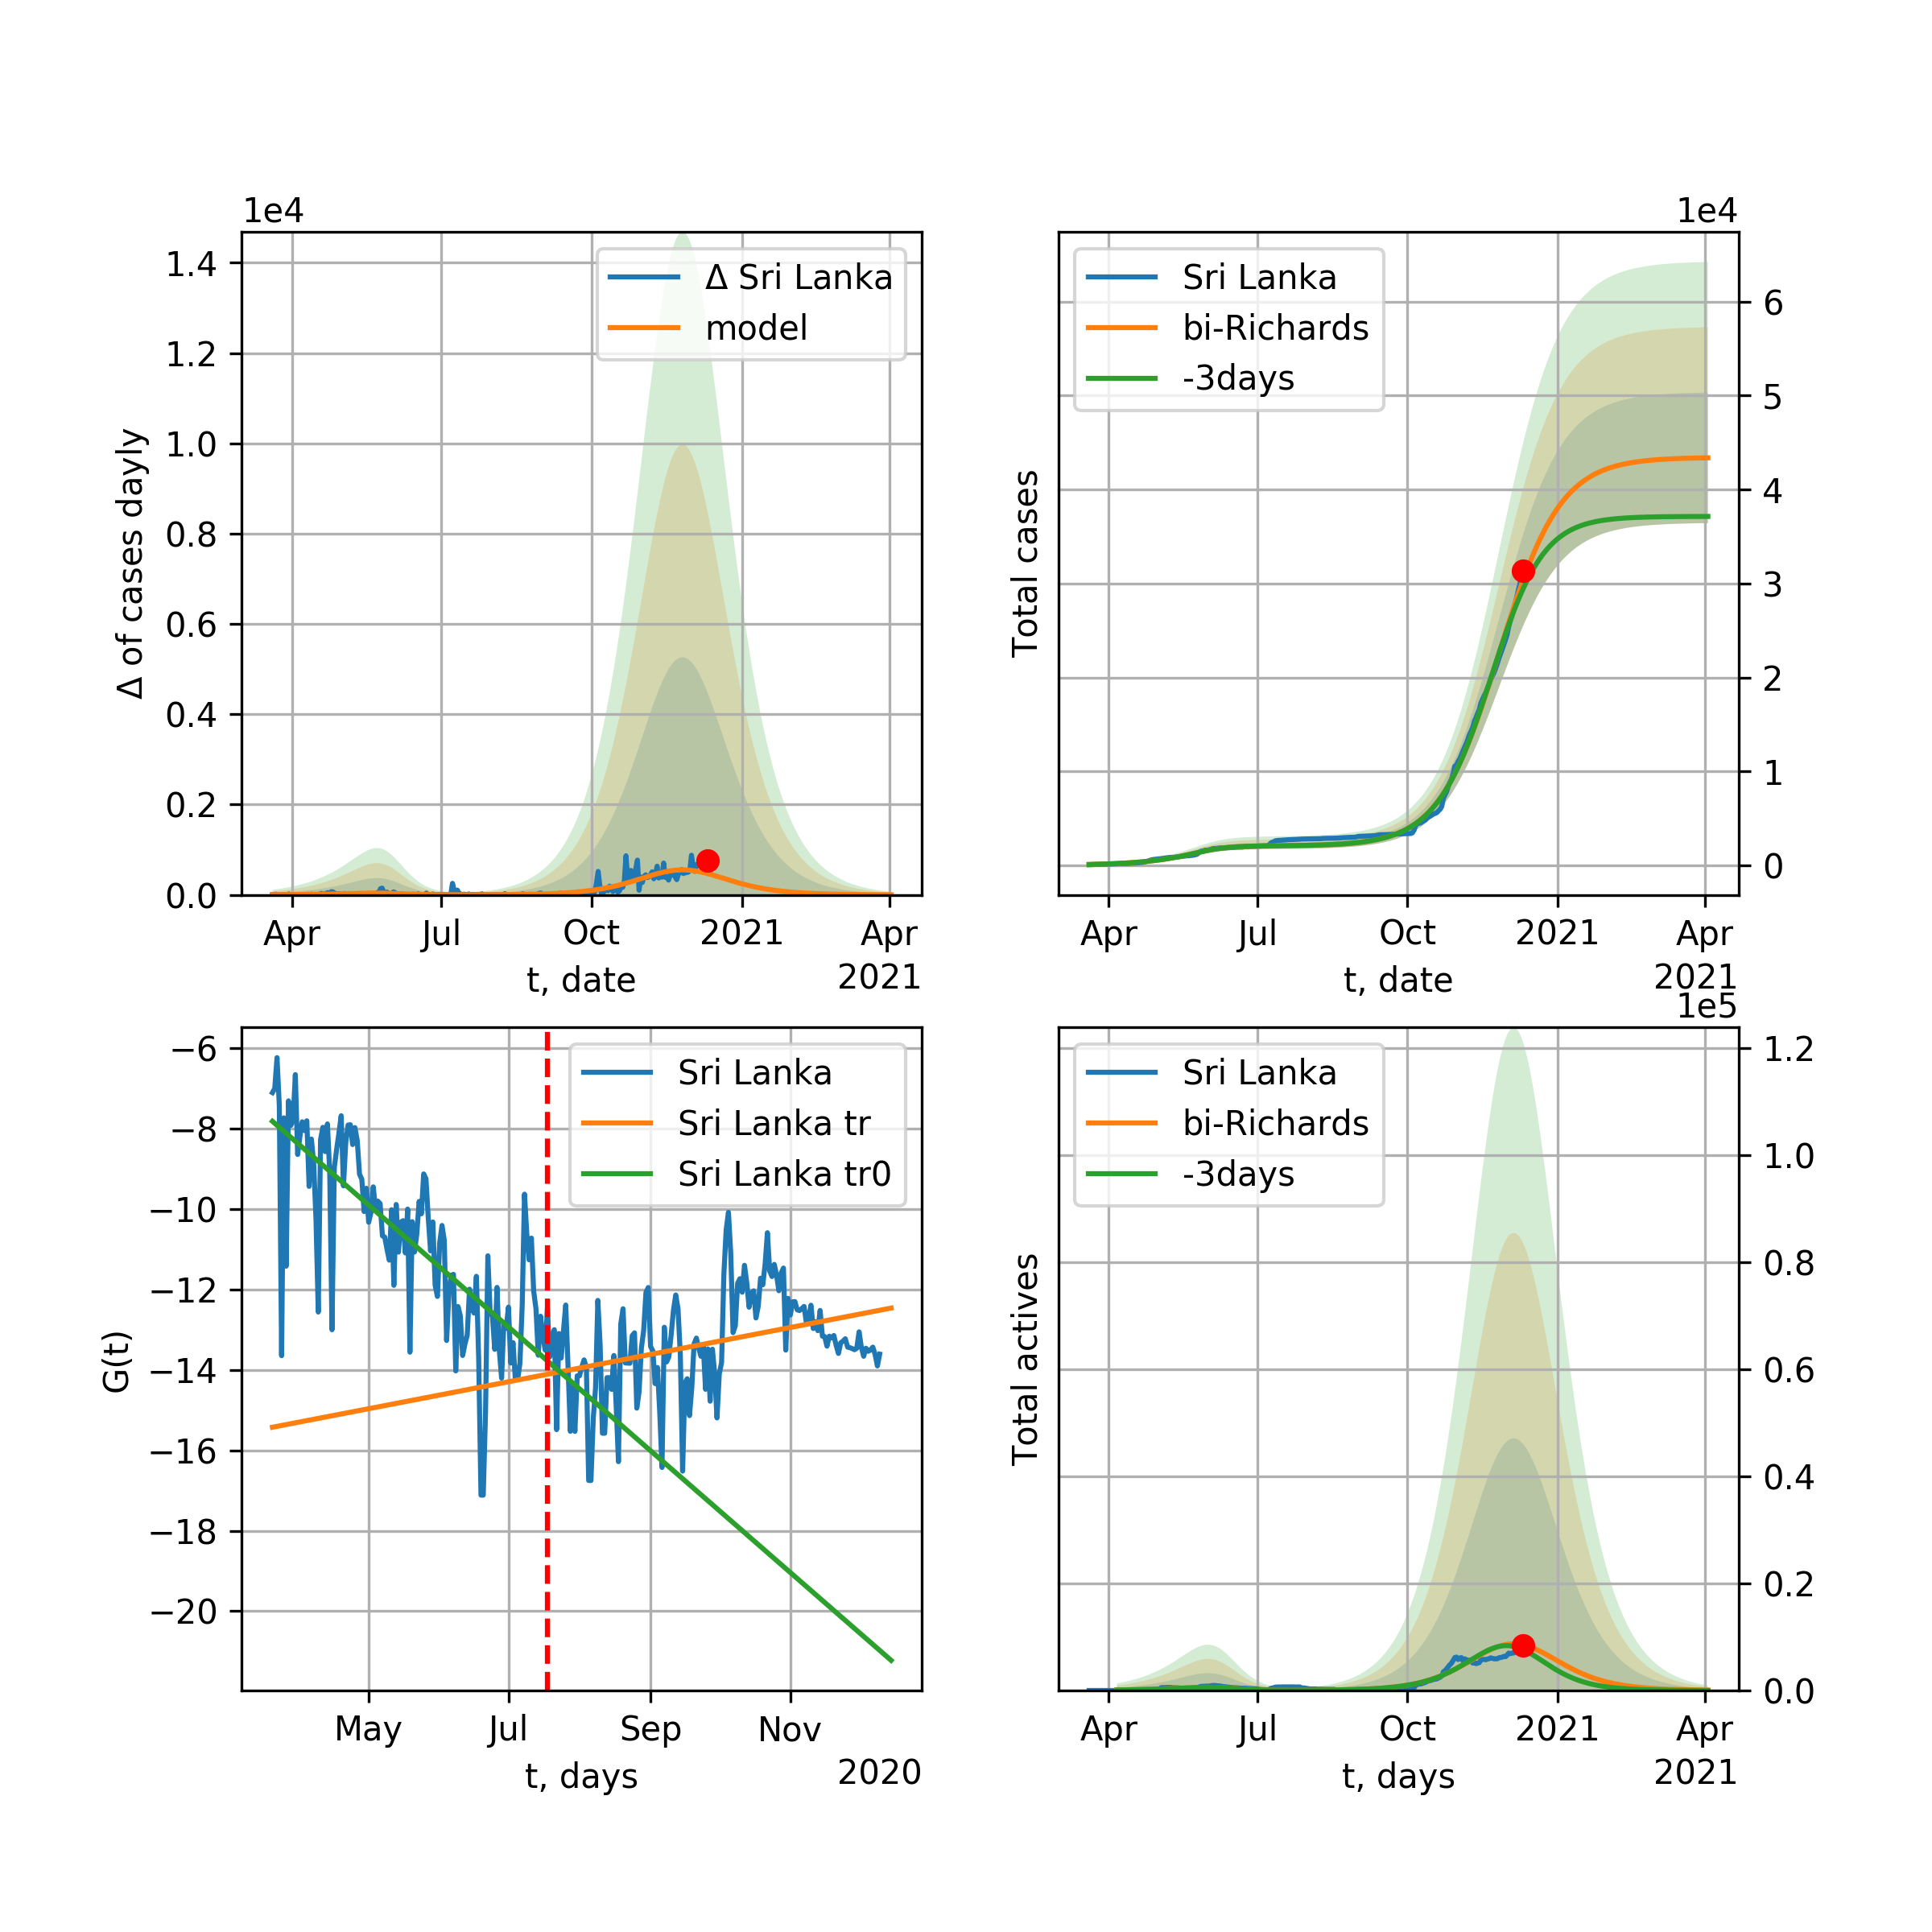 1e4
Δ of cases dayly
1.4
1.2
1.0
0.8
0.6
0.4
0.2
0.0
Δ Sri Lanka
model
Apr Jul Oct 2021 Apr
t, date 2021
1e4
Total cases
Sri Lanka
bi-Richards
-3days
6
5
4
3
2
1
0
Apr Jul Oct 2021 Apr
t, date 2021
G(t)
−6
−8
−10
−12
−14
−16
−18
−20
Sri Lanka
Sri Lanka tr
Sri Lanka tr0
May Jul Sep Nov
t, days 2020
1e5
Total actives
Sri Lanka
bi-Richards
-3days
1.2
1.0
0.8
0.6
0.4
0.2
0.0
Apr Jul Oct 2021 Apr
t, days 2021